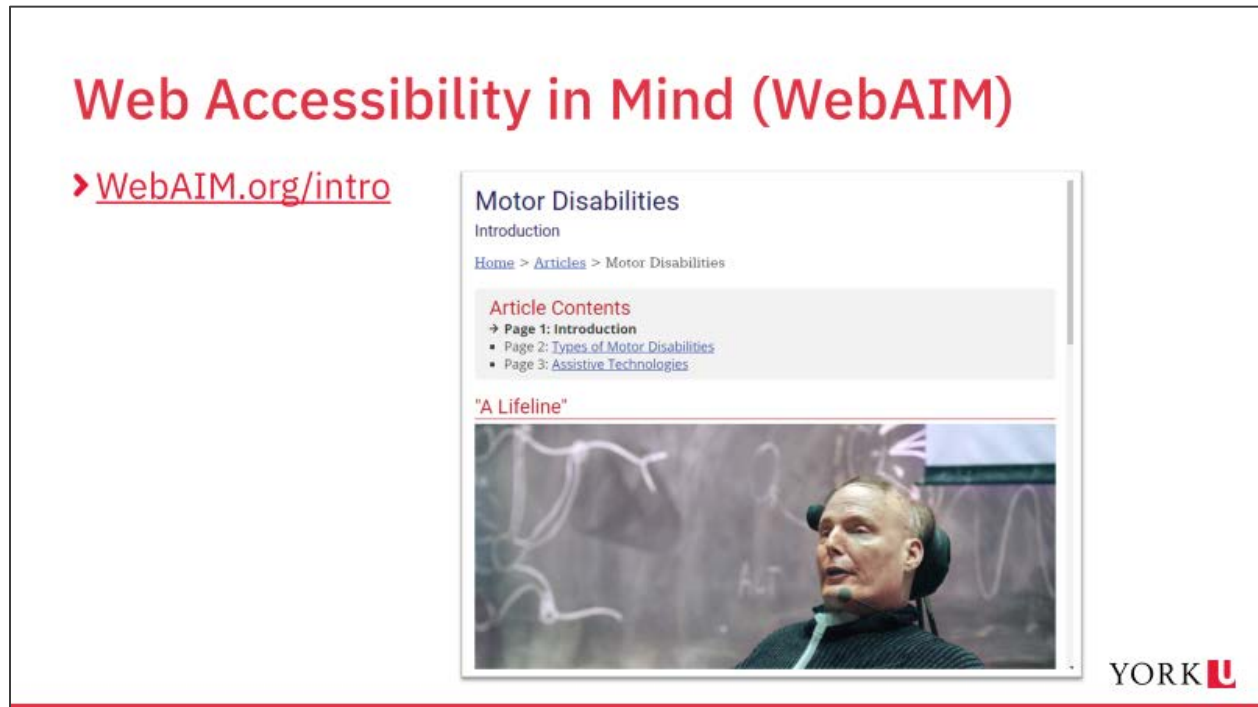 Web Accessibility in Mind (WebAIM)
WebAIM.org/intro
Motor Disabilities
Introduction
Home > Articles > Motor Disabilities
Article Contents
→ Page 1: Introduction
▪ Page 2: Types of Motor Disabilities
▪ Page 3: Assistive Technologies
"A Lifeline"
ALT
YORK U